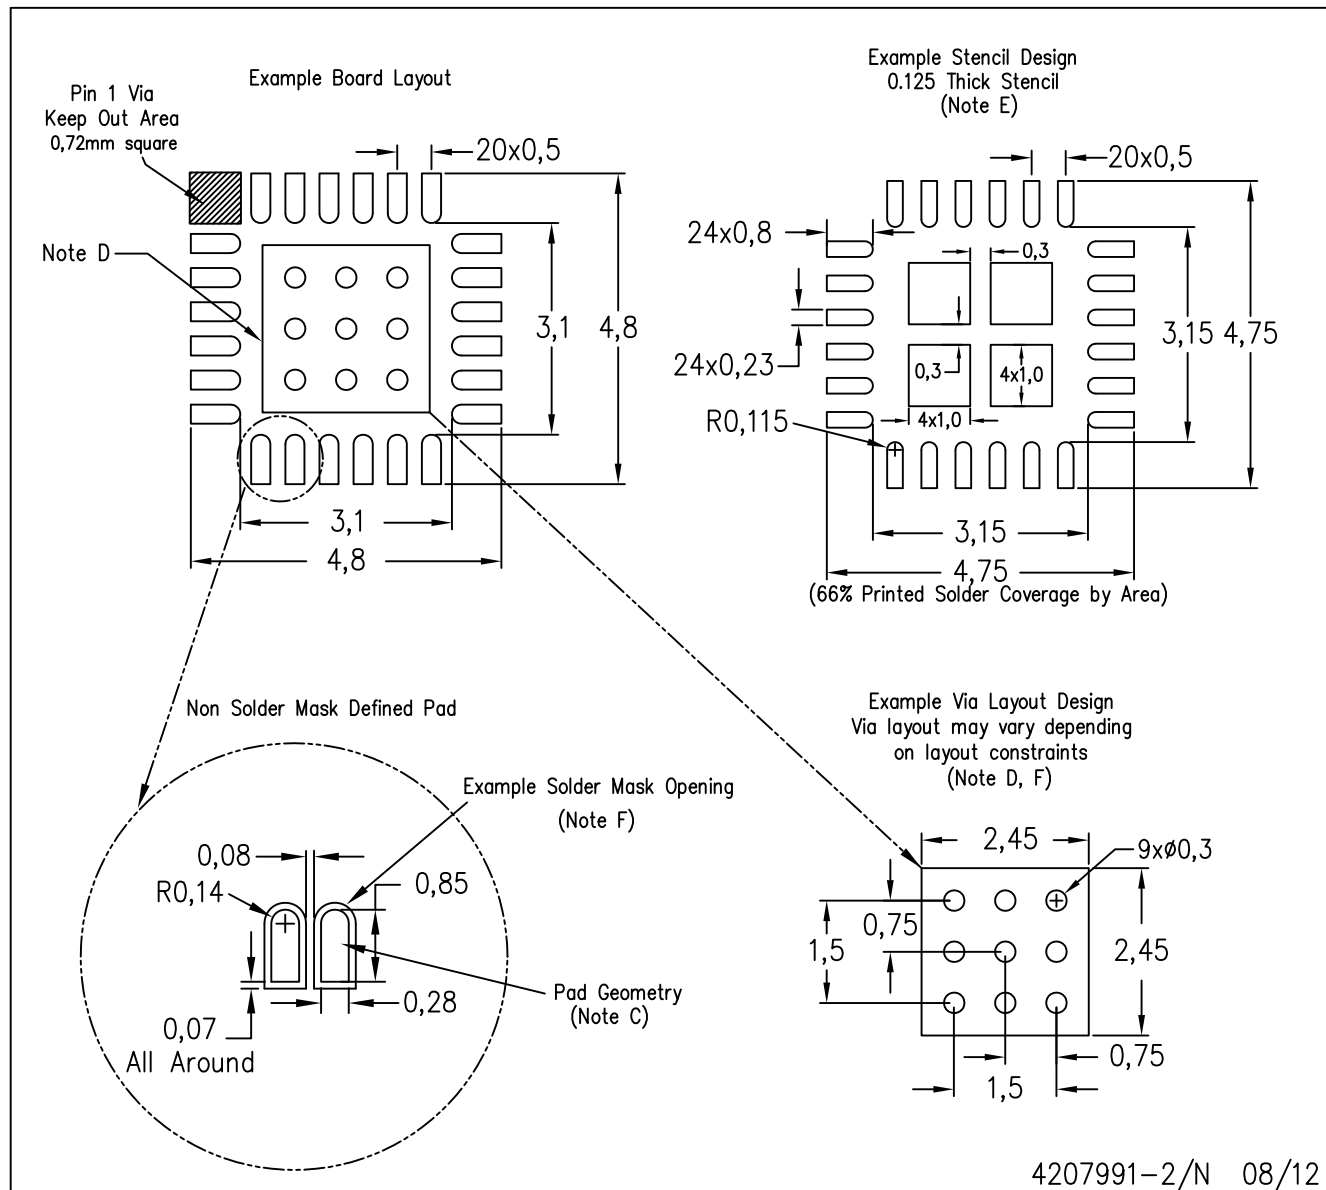 Example Board Layout
Pin 1 Via
Keep Out Area
0,72mm square
20x0,5
Note D
3,1
4,8
3,1
4,8
Example Stencil Design
0.125 Thick Stencil
(Note E)
20x0,5
24x0,8
0,3
24x0,23
3,15
4,75
0,3
4x1,0
R0,115
4x1,0
3,15
4,75
(66% Printed Solder Coverage by Area)
Non Solder Mask Defined Pad
Example Solder Mask Opening
(Note F)
0,08
R0,14
0,85
0,28
Pad Geometry
(Note C)
0,07
All Around
Example Via Layout Design
Via layout may vary depending
on layout constraints
(Note D, F)
2,45
9xø0,3
0,75
1,5
2,45
0,75
1,5
4207991-2/N 08/12